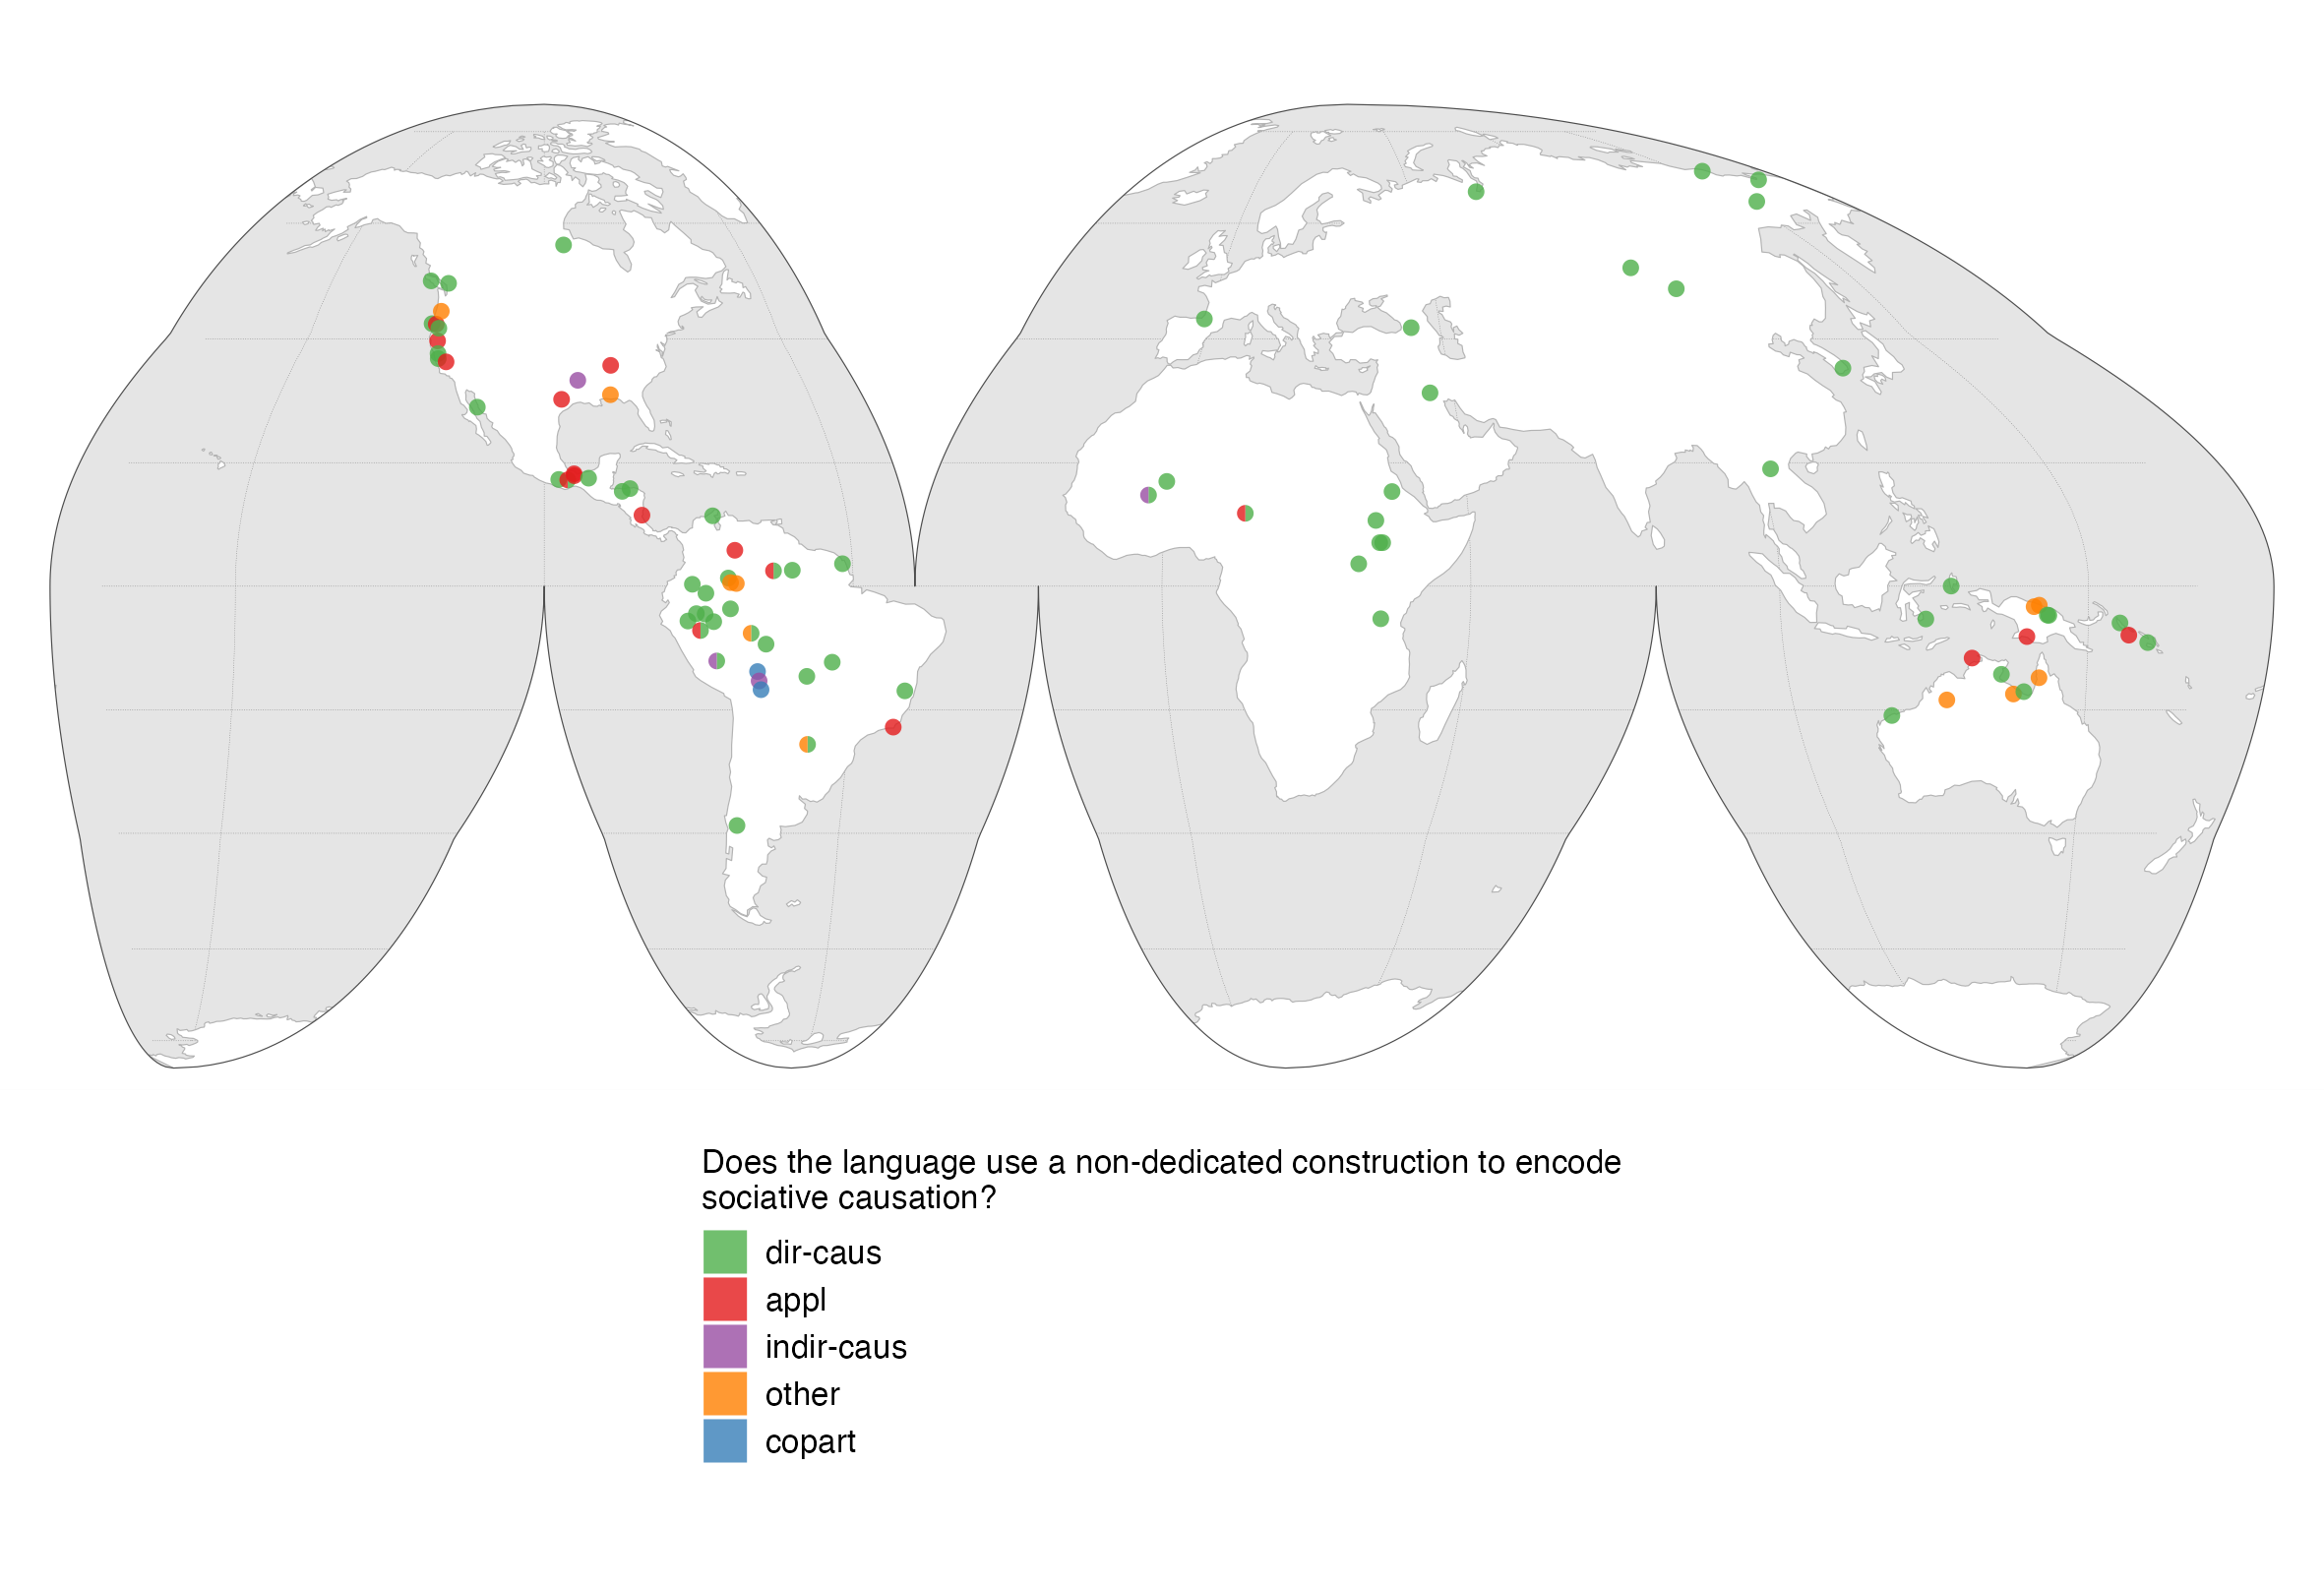 Does the language use a non-dedicated construction to encode
sociative causation?
dir-caus
appl
indir-caus
other
copart